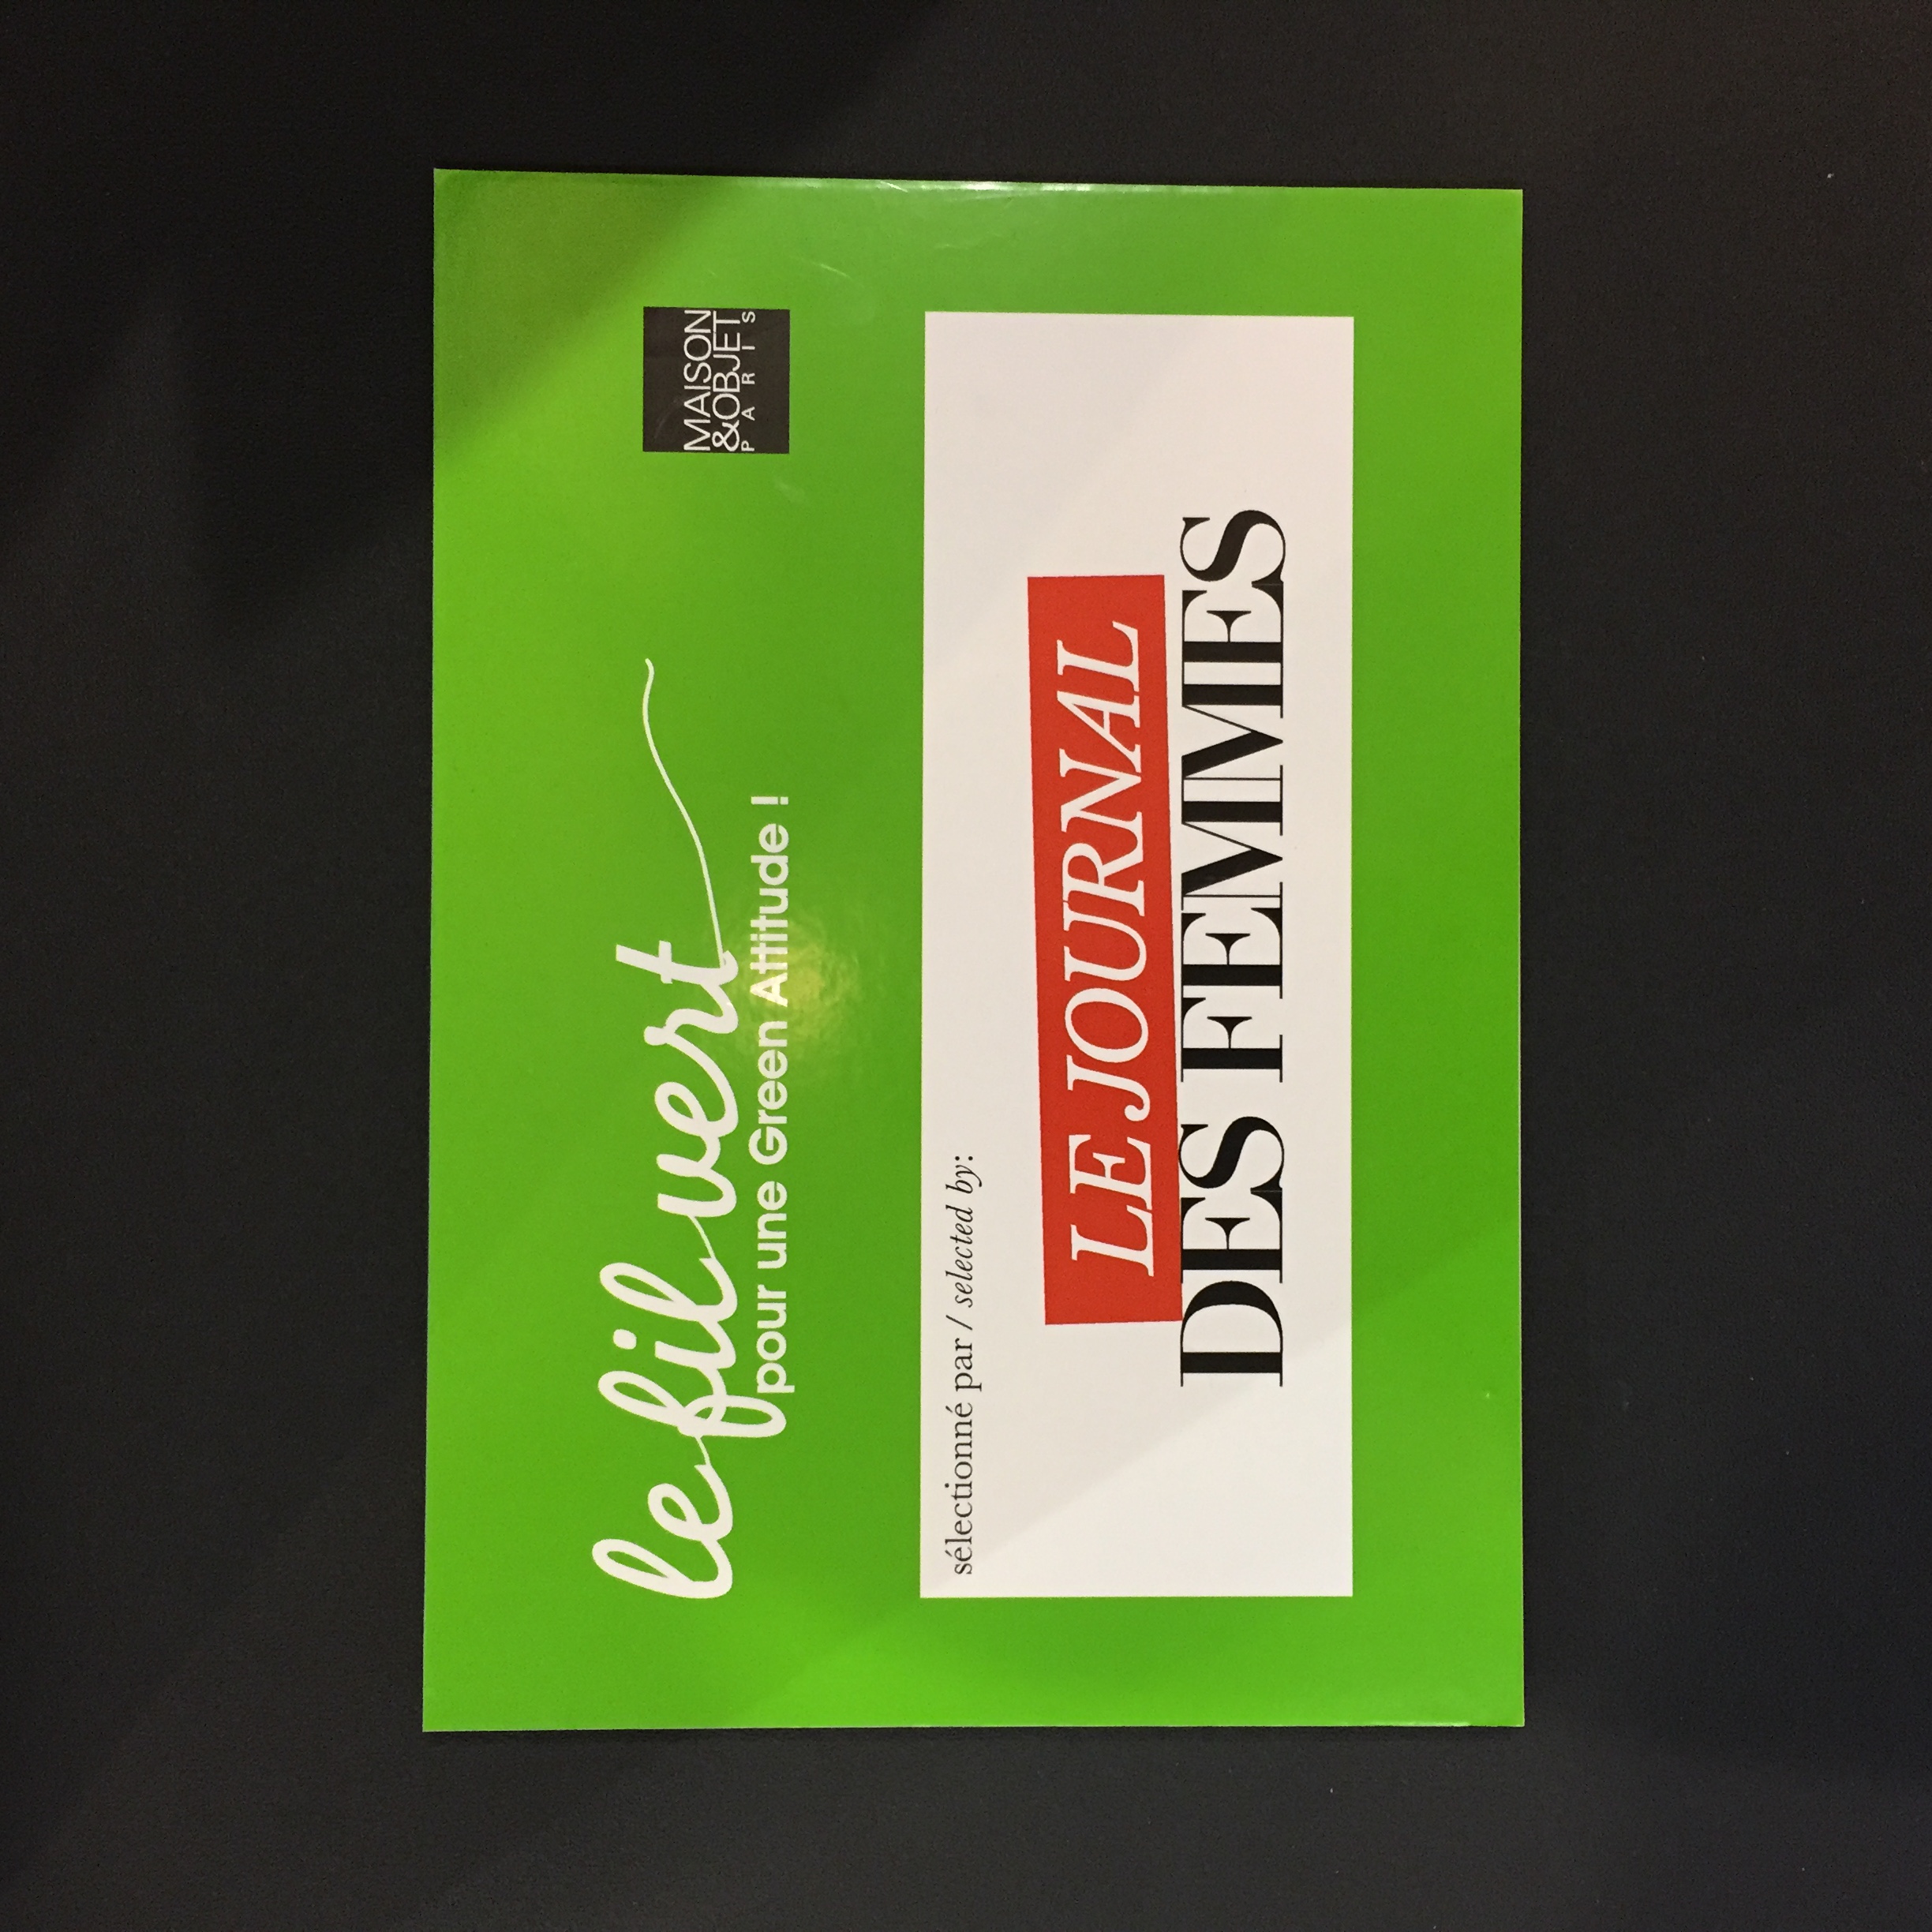 le fil vert
pour une Green Attitude !
MAISON
&OBJET
PARIS
sélectionné par / selected by:
LE JOURNAL
DES FEMMES